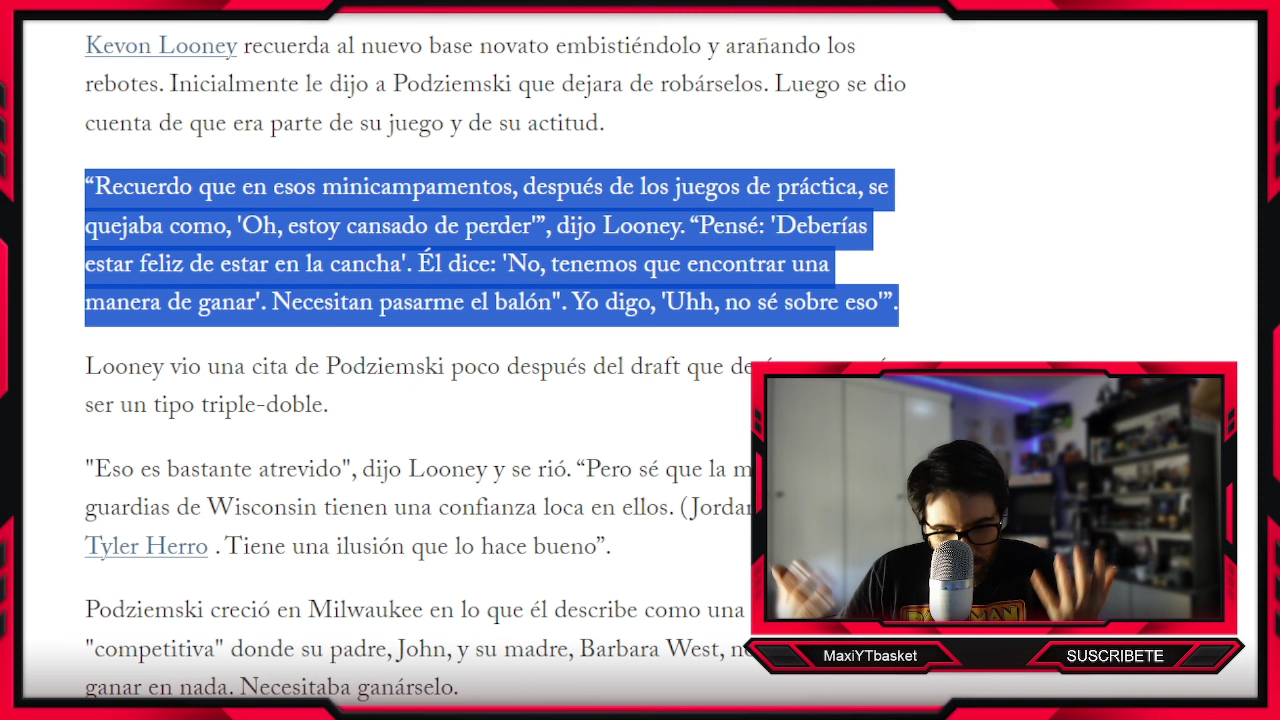 Kevon Looney recuerda al nuevo base novato embistiéndolo y arañando los
rebotes. Inicialmente le dijo a Podziemski que dejara de robárselos. Luego se dio
cuenta de que era parte de su juego y de su actitud.
“Recuerdo que en esos minicampamentos, después de los juegos de práctica, se
quejaba como, 'Oh, estoy cansado de perder'”, dijo Looney. “Pensé: 'Deberías
estar feliz de estar en la cancha'. Él dice: 'No, tenemos que encontrar una
manera de ganar'. Necesitan pasarme el balón". Yo digo, 'Uhh, no sé sobre eso'”.
Looney vio una cita de Podziemski poco después del draft que
ser un tipo triple-doble.
"Eso es bastante atrevido", dijo Looney y se rió. “Pero sé que la
guardias de Wisconsin tienen una confianza loca en ellos. (
Tyler Herro . Tiene una ilusión que lo hace bueno”.
Podziemski creció en Milwaukee en lo que él describe como una
"competitiva" donde su padre, John, y su madre, Barbara West,
ganar en nada. Necesitaba ganárselo.
MaxiYTbasket
SUSCRIBETE